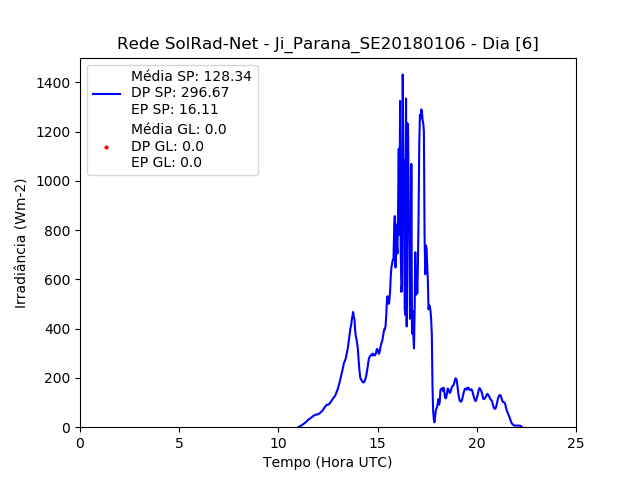 Rede SolRad-Net - Ji_Parana_SE20180106 - Dia [6]
Média SP: 128.34
DP SP: 296.67
EP SP: 16.11
Média GL: 0.0
DP GL: 0.0
EP GL: 0.0
Irradiância (Wm-2)
1400
1200
1000
800
600
400
200
0
0 5 10 15 20 25
Tempo (Hora UTC)